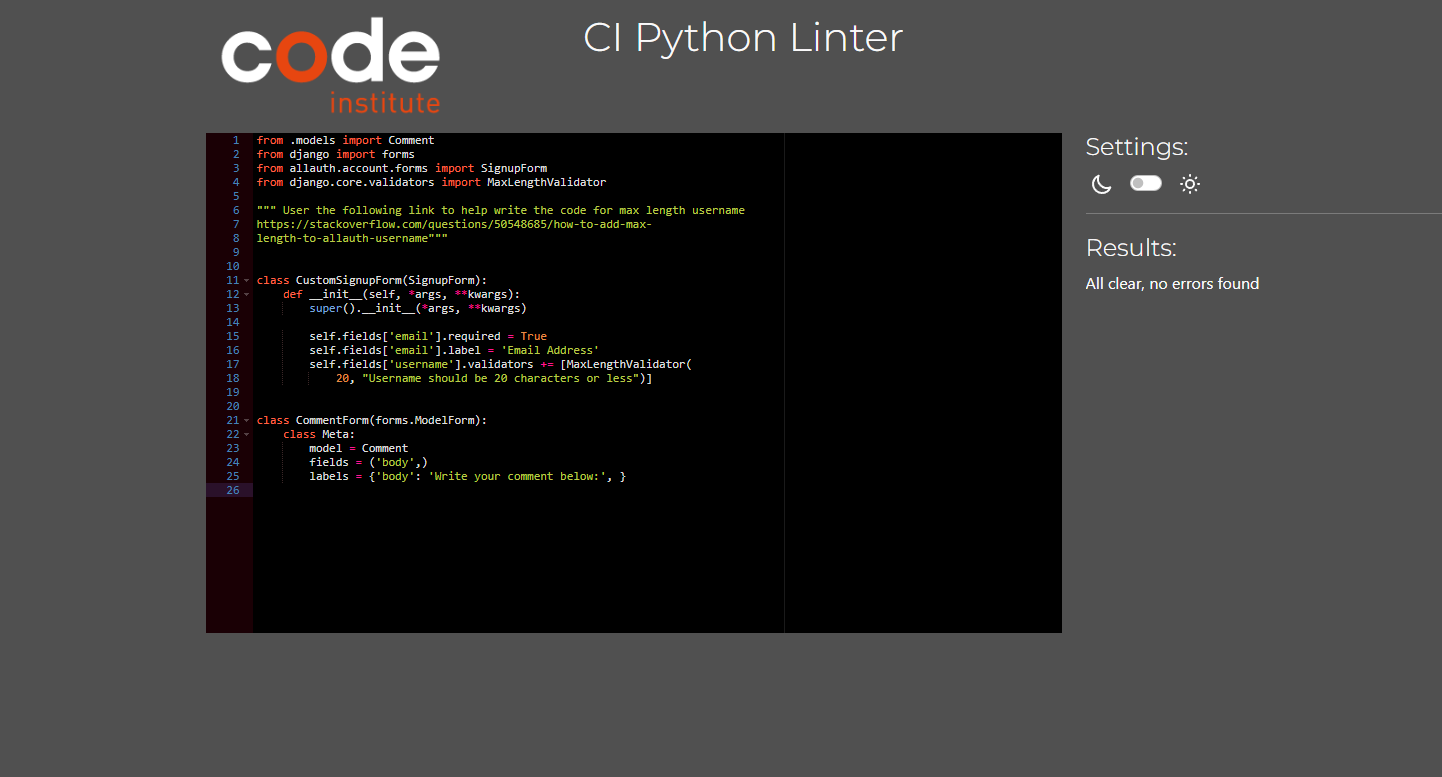 code
institute
CI Python Linter
1 from .models import Comment
2 from django import forms
3 from allauth.account.forms import SignupForm
4 from django.core.validators import MaxLengthValidator
5
6 """ User the following link to help write the code for max length username
7 https://stackoverflow.com/questions/50548685/how-to-add-max-
8 length-to-allauth-username"""
9
10
11 class CustomSignupForm(SignupForm):
12     def __init__(self, *args, **kwargs):
13         super().__init__(*args, **kwargs)
14
15         self.fields['email'].required = True
16         self.fields['email'].label = 'Email Address'
17         self.fields['username'].validators += [MaxLengthValidator(
18             20, "Username should be 20 characters or less")]
19
20
21 class CommentForm(forms.ModelForm):
22     class Meta:
23         model = Comment
24         fields = ('body',)
25         labels = {'body': 'Write your comment below:', }
26
Settings:
Results:
All clear, no errors found